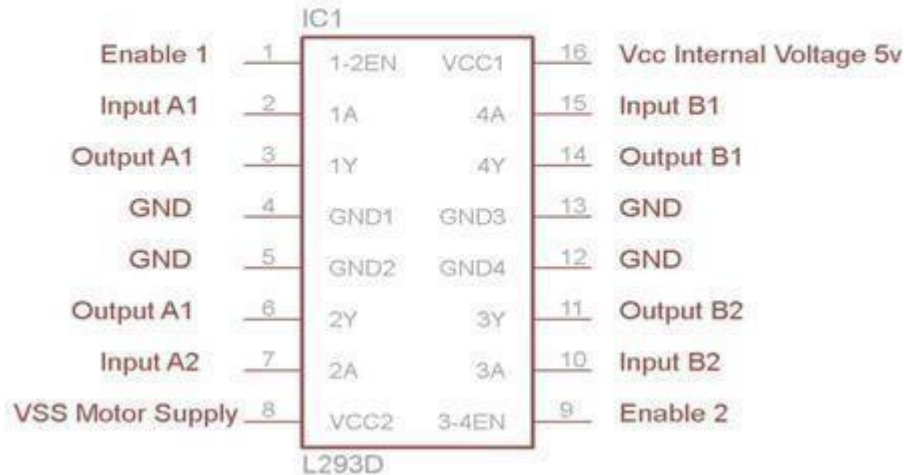 IC1
Enable 1 1 1-2EN VCC1 16 Vcc Internal Voltage 5v
Input A1 2 1A 4A 15 Input B1
Output A1 3 1Y 4Y 14 Output B1
GND 4 GND1 GND3 13 GND
GND 5 GND2 GND4 12 GND
Output A1 6 2Y 3Y 11 Output B2
Input A2 7 2A 3A 10 Input B2
VSS Motor Supply 8 VCC2 3-4EN 9 Enable 2
L293D